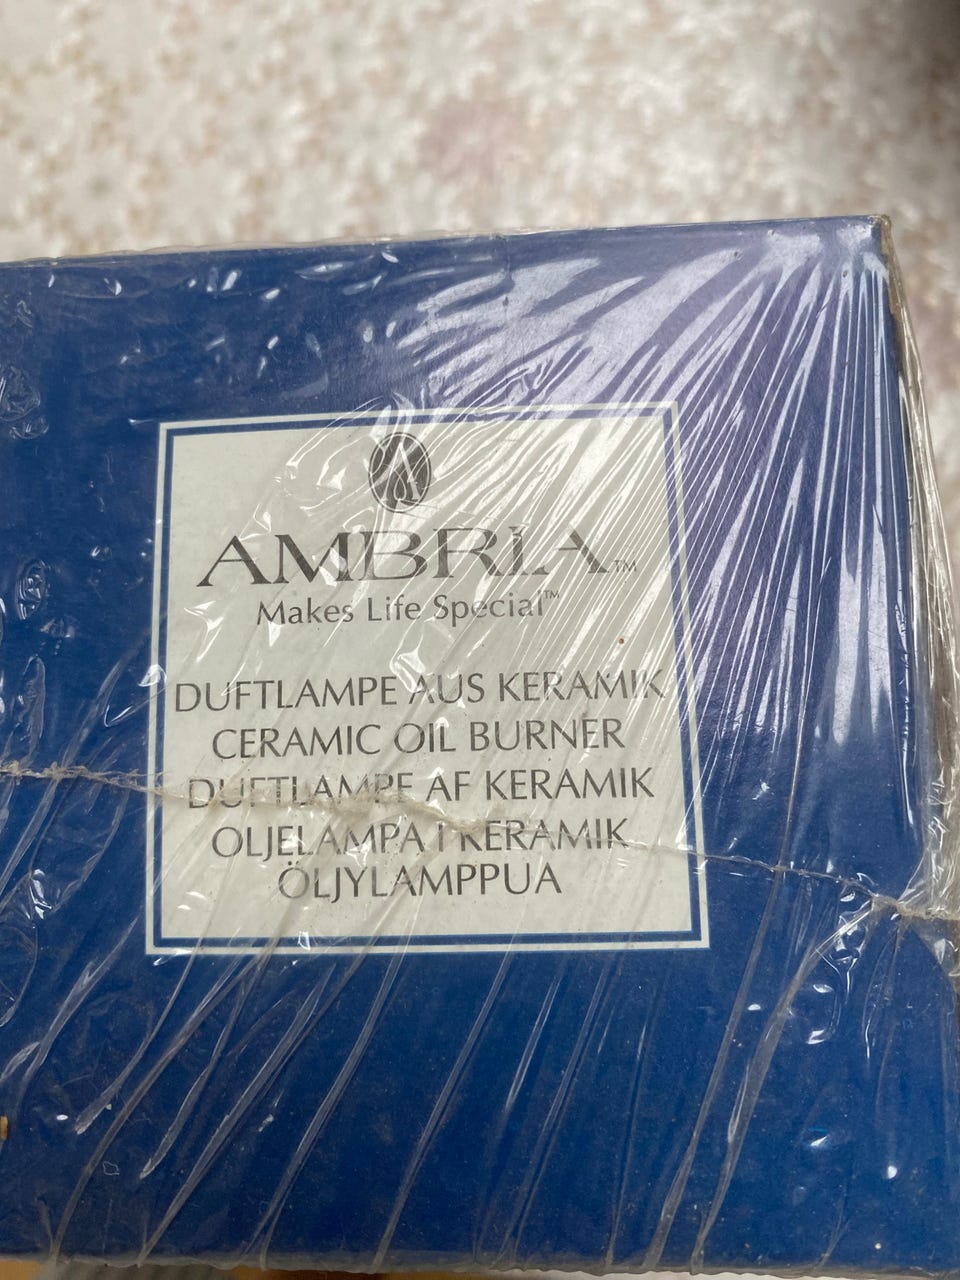 AMBRIA™
Makes Life Special™
DUFTLAMPE AUS KERAMIK
CERAMIC OIL BURNER
DUFTLAMPE AF KERAMIK
OLJELAMPA I KERAMIK
ÖLJYLAMPPUA